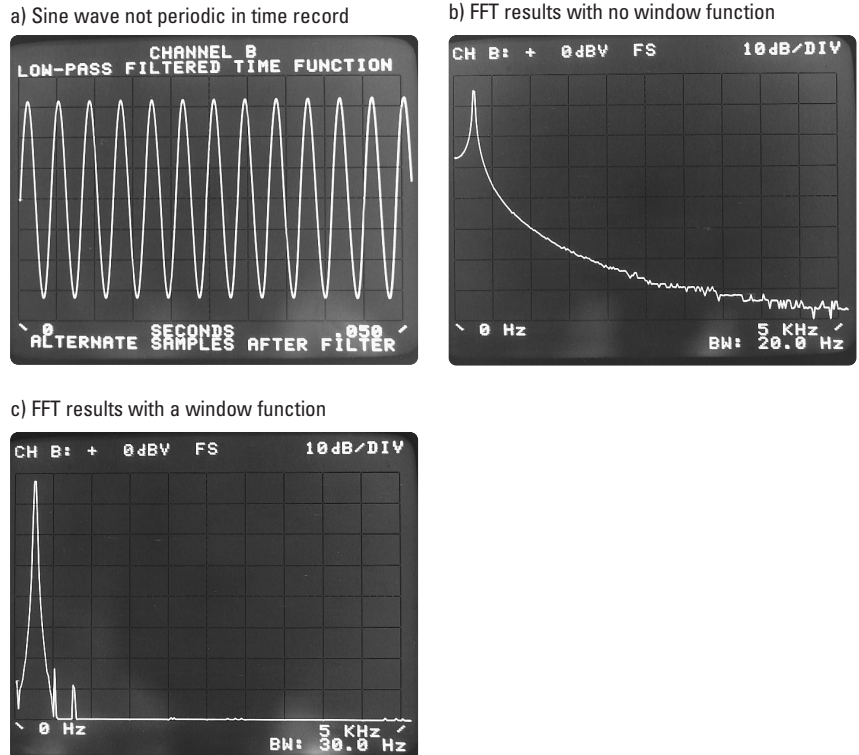 a) Sine wave not periodic in time record
CHANNEL B
LOW-PASS FILTERED TIME FUNCTION
0 SECONDS .050
ALTERNATE SAMPLES AFTER FILTER
b) FFT results with no window function
CH B: + 0dBV FS 10dB/DIV
0 Hz 5 KHz
BW: 20.0 Hz
c) FFT results with a window function
CH B: + 0dBV FS 10dB/DIV
0 Hz 5 KHz
BW: 30.0 Hz